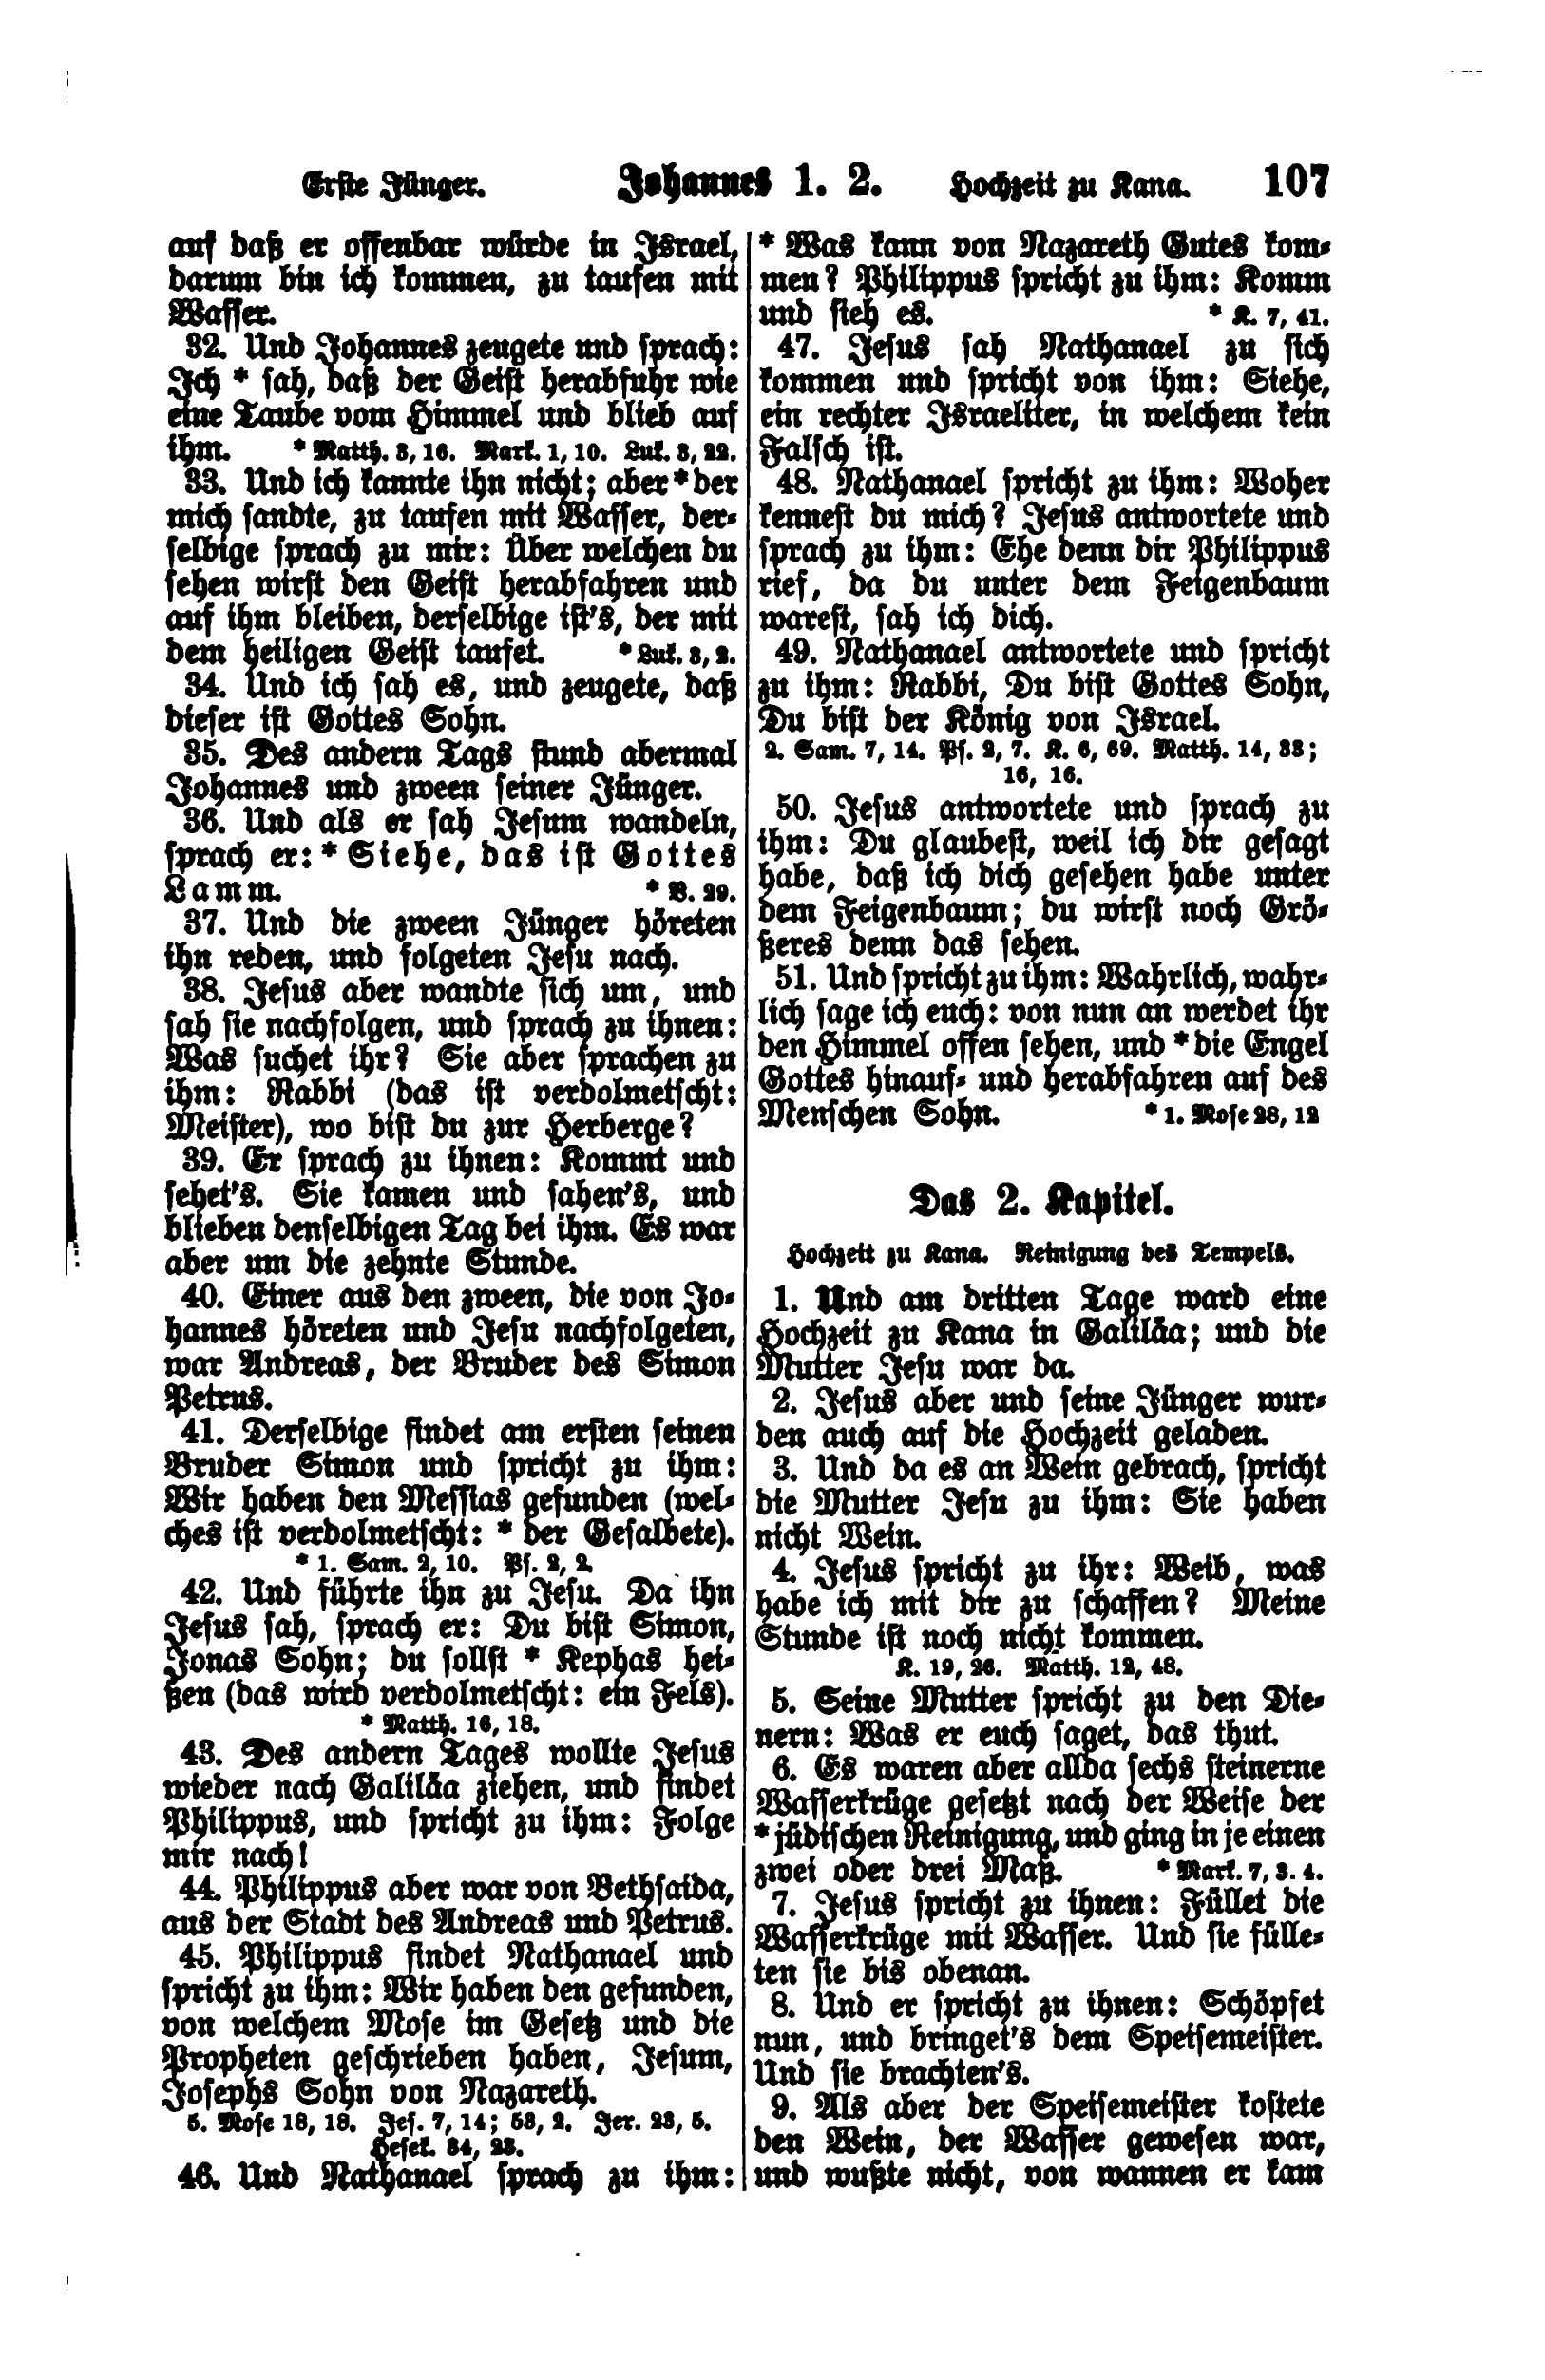 Erste Jünger. Johannes 1. 2. Hochzeit zu Kana. 107
auf daß er offenbar würde in Israel,
darum bin ich kommen, zu taufen mit
Wasser.
32. Und Johannes zeugete und sprach:
Ich * sah, daß der Geist herabfuhr wie
eine Taube vom Himmel und blieb auf
ihm. * Matth. 3, 16. Mark. 1, 10. Luk. 3, 22.
33. Und ich kannte ihn nicht; aber * der
mich sandte, zu taufen mit Wasser, der-
selbige sprach zu mir: Über welchen du
sehen wirst den Geist herabfahren und
auf ihm bleiben, derselbige ist's, der mit
dem heiligen Geist taufet. * Luk. 3, 2.
34. Und ich sah es, und zeugete, daß
dieser ist Gottes Sohn.
35. Des andern Tags stund abermal
Johannes und zween seiner Jünger.
36. Und als er sah Jesum wandeln,
sprach er: * Siehe, das ist Gottes
Lamm. * V. 29.
37. Und die zween Jünger höreten
ihn reden, und folgeten Jesu nach.
38. Jesus aber wandte sich um, und
sah sie nachfolgen, und sprach zu ihnen:
Was suchet ihr? Sie aber sprachen zu
ihm: Rabbi (das ist verdolmetscht:
Meister), wo bist du zur Herberge?
39. Er sprach zu ihnen: Kommt und
sehet's. Sie kamen und sahen's, und
blieben denselbigen Tag bei ihm. Es war
aber um die zehnte Stunde.
40. Einer aus den zween, die von Jo-
hannes höreten und Jesu nachfolgeten,
war Andreas, der Bruder des Simon
Petrus.
41. Derselbige findet am ersten seinen
Bruder Simon und spricht zu ihm:
Wir haben den Messias gefunden (wel-
ches ist verdolmetscht: * der Gesalbete).
* 1. Sam. 2, 10. Ps. 2, 2.
42. Und führte ihn zu Jesu. Da ihn
Jesus sah, sprach er: Du bist Simon,
Jonas Sohn; du sollst * Kephas hei-
ßen (das wird verdolmetscht: ein Fels).
* Matth. 16, 18.
43. Des andern Tages wollte Jesus
wieder nach Galiläa ziehen, und findet
Philippus, und spricht zu ihm: Folge
mir nach!
44. Philippus aber war von Bethsaida,
aus der Stadt des Andreas und Petrus.
45. Philippus findet Nathanael und
spricht zu ihm: Wir haben den gefunden,
von welchem Mose im Gesetz und die
Propheten geschrieben haben, Jesum,
Josephs Sohn von Nazareth.
5. Mose 18, 18. Jes. 7, 14; 53, 2. Jer. 23, 5.
Hesek. 34, 23.
46. Und Nathanael sprach zu ihm:
* Was kann von Nazareth Gutes kom-
men? Philippus spricht zu ihm: Komm
und sieh es. * K. 7, 41.
47. Jesus sah Nathanael zu sich
kommen und spricht von ihm: Siehe,
ein rechter Israeliter, in welchem kein
Falsch ist.
48. Nathanael spricht zu ihm: Woher
kennest du mich? Jesus antwortete und
sprach zu ihm: Ehe denn dir Philippus
rief, da du unter dem Feigenbaum
warest, sah ich dich.
49. Nathanael antwortete und spricht
zu ihm: Rabbi, Du bist Gottes Sohn,
Du bist der König von Israel.
2. Sam. 7, 14. Ps. 2, 7. K. 6, 69. Matth. 14, 33;
16, 16.
50. Jesus antwortete und sprach zu
ihm: Du glaubest, weil ich dir gesagt
habe, daß ich dich gesehen habe unter
dem Feigenbaum; du wirst noch Grö-
ßeres denn das sehen.
51. Und spricht zu ihm: Wahrlich, wahr-
lich sage ich euch: von nun an werdet ihr
den Himmel offen sehen, und * die Engel
Gottes hinauf- und herabfahren auf des
Menschen Sohn. * 1. Mose 28, 12
Das 2. Kapitel.
Hochzeit zu Kana. Reinigung des Tempels.
1. Und am dritten Tage ward eine
Hochzeit zu Kana in Galiläa; und die
Mutter Jesu war da.
2. Jesus aber und seine Jünger wur-
den auch auf die Hochzeit geladen.
3. Und da es an Wein gebrach, spricht
die Mutter Jesu zu ihm: Sie haben
nicht Wein.
4. Jesus spricht zu ihr: Weib, was
habe ich mit dir zu schaffen? Meine
Stunde ist noch nicht kommen.
K. 19, 26. Matth. 12, 48.
5. Seine Mutter spricht zu den Die-
nern: Was er euch saget, das thut.
6. Es waren aber allda sechs steinerne
Wasserkrüge gesetzt nach der Weise der
* jüdischen Reinigung, und ging in je einen
zwei oder drei Maß. * Mark. 7, 3. 4.
7. Jesus spricht zu ihnen: Füllet die
Wasserkrüge mit Wasser. Und sie fülle-
ten sie bis obenan.
8. Und er spricht zu ihnen: Schöpfet
nun, und bringet's dem Speisemeister.
Und sie brachten's.
9. Als aber der Speisemeister kostete
den Wein, der Wasser gewesen war,
und wußte nicht, von wannen er kam